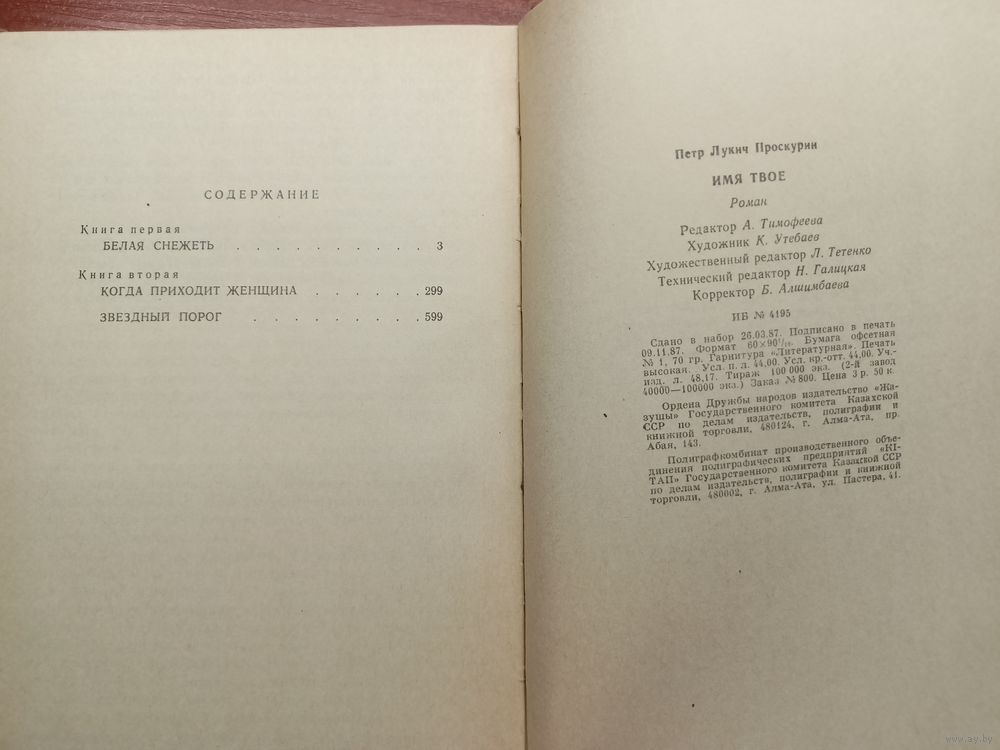 СОДЕРЖАНИЕ
Книга первая
БЕЛАЯ СНЕЖЕТЬ . . . . . . . . . . 3
Книга вторая
КОГДА ПРИХОДИТ ЖЕНЩИНА . . . . . . 299
ЗВЕЗДНЫЙ ПОРОГ . . . . . . . . . 599
Петр Лукич Проскурин
ИМЯ ТВОЕ
Роман
Редактор А. Тимофеева
Художник К. Утебаев
Художественный редактор Л. Тетенко
Технический редактор Н. Галицкая
Корректор Б. Алшимбаева
ИБ № 4195
Сдано в набор 26.03.87. Подписано в печать
09.11.87. Формат 60×90¹/₁₆. Бумага офсетная
№ 1, 70 гр. Гарнитура «Литературная». Печать
высокая. Усл. п. л. 44,00. Усл. кр.-отт. 44,00. Уч.-
изд. л. 48,17. Тираж 100 000 экз. (2-й завод
40000—100000 экз.) Заказ № 800. Цена 3 р. 50 к.
Ордена Дружбы народов издательство «Жа-
зушы» Государственного комитета Казахской
ССР по делам издательств, полиграфии и
книжной торговли, 480124, г. Алма-Ата, пр.
Абая, 143.
Полиграфкомбинат производственного объе-
динения полиграфических предприятий «КІ-
ТАП» Государственного комитета Казахской ССР
по делам издательств, полиграфии и книжной
торговли, 480002, г. Алма-Ата, ул. Пастера, 41.
www.ay.by